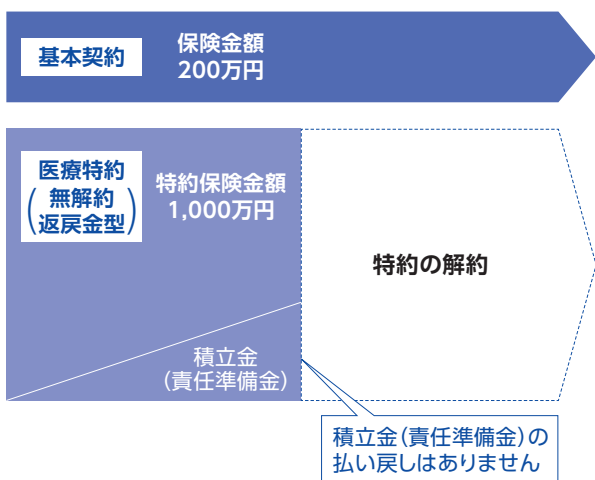 基本契約
保険金額
200万円
医療特約
(無解約
返戻金型)
特約保険金額
1,000万円
積立金
(責任準備金)
特約の解約
積立金(責任準備金)の
払い戻しはありません